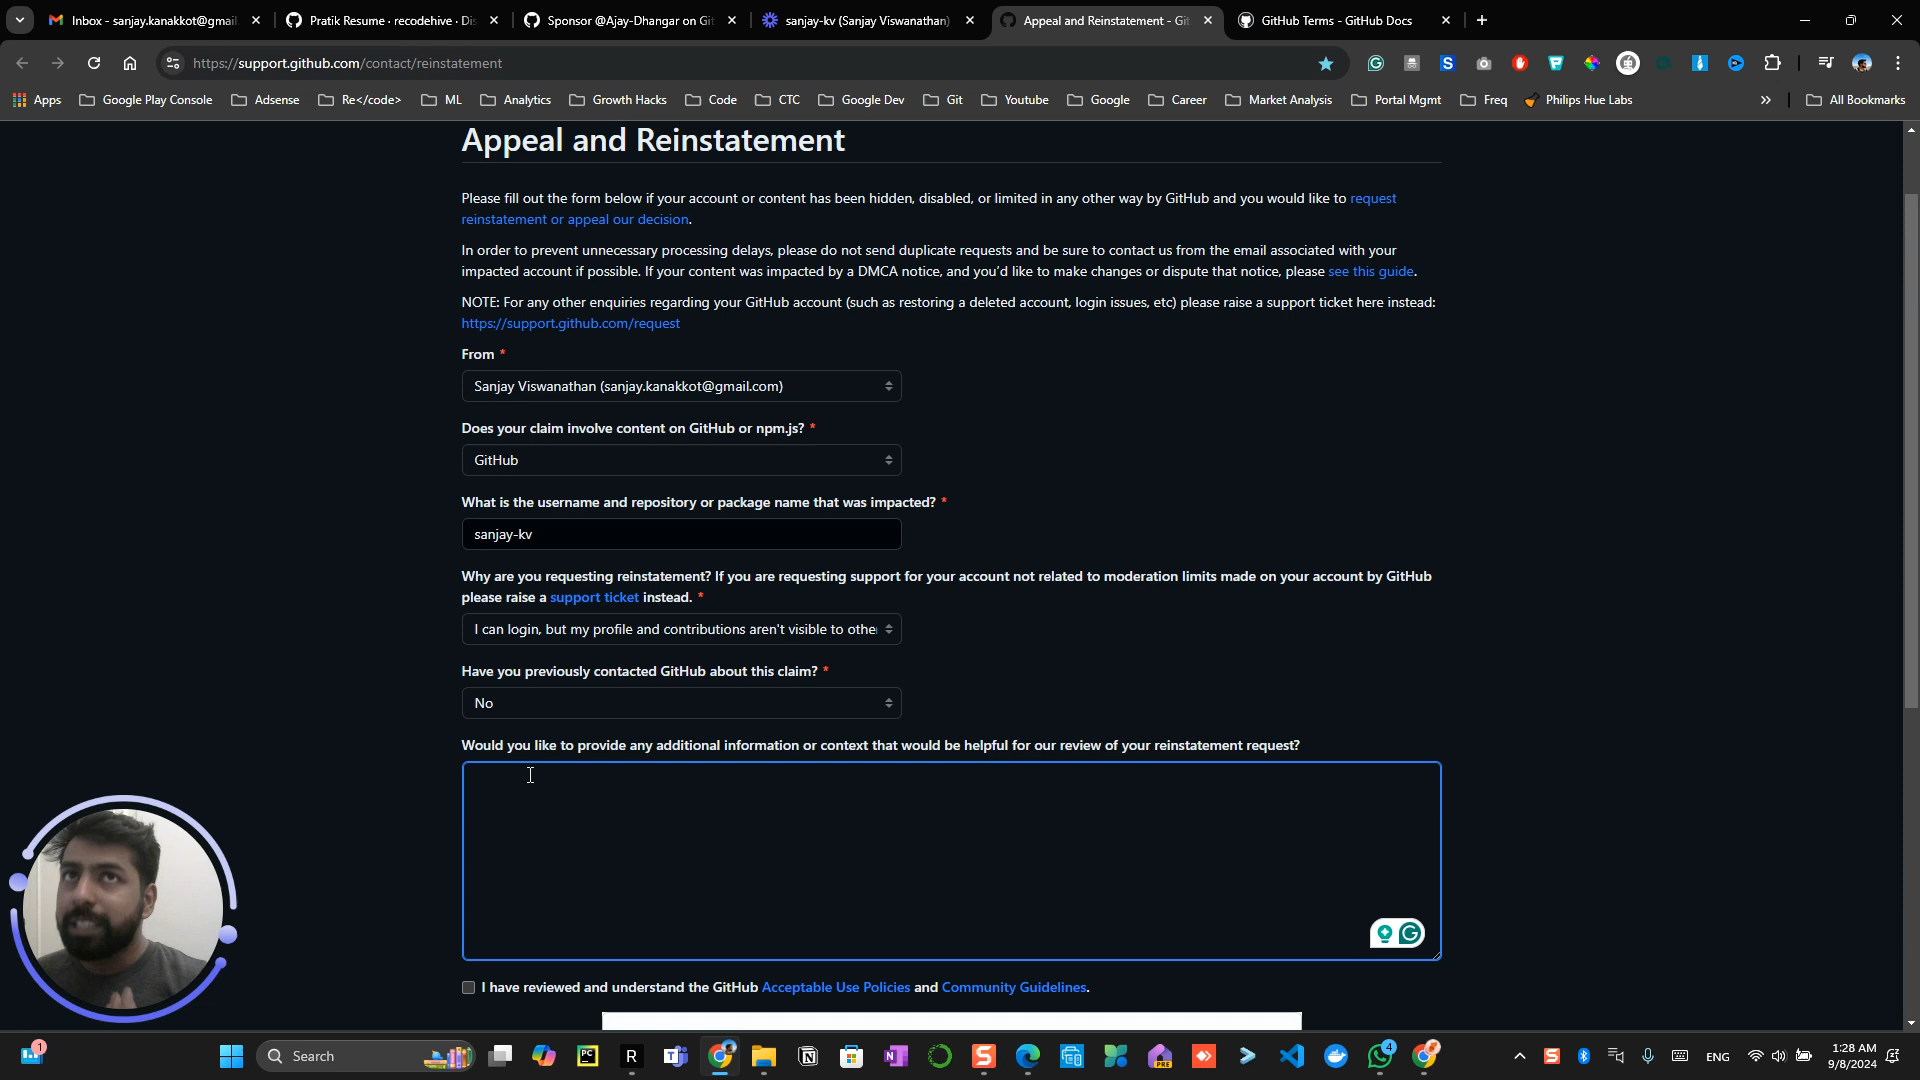 Inbox - sanjay.kanakkot@gmail
Pratik Resume · recodehive · Dis
Sponsor @Ajay-Dhangar on Git
sanjay-kv (Sanjay Viswanathan)
Appeal and Reinstatement - Git
GitHub Terms - GitHub Docs
https://support.github.com/contact/reinstatement
Apps
Google Play Console
Adsense
Re</code>
ML
Analytics
Growth Hacks
Code
CTC
Google Dev
Git
Youtube
Google
Career
Market Analysis
Portal Mgmt
Freq
Philips Hue Labs
All Bookmarks
Appeal and Reinstatement
Please fill out the form below if your account or content has been hidden, disabled, or limited in any other way by GitHub and you would like to request
reinstatement or appeal our decision.
In order to prevent unnecessary processing delays, please do not send duplicate requests and be sure to contact us from the email associated with your
impacted account if possible. If your content was impacted by a DMCA notice, and you'd like to make changes or dispute that notice, please see this guide.
NOTE: For any other enquiries regarding your GitHub account (such as restoring a deleted account, login issues, etc) please raise a support ticket here instead:
https://support.github.com/request
From *
Sanjay Viswanathan (sanjay.kanakkot@gmail.com)
Does your claim involve content on GitHub or npm.js? *
GitHub
What is the username and repository or package name that was impacted? *
sanjay-kv
Why are you requesting reinstatement? If you are requesting support for your account not related to moderation limits made on your account by GitHub
please raise a support ticket instead. *
I can login, but my profile and contributions aren't visible to othe
Have you previously contacted GitHub about this claim? *
No
Would you like to provide any additional information or context that would be helpful for our review of your reinstatement request?
I have reviewed and understand the GitHub Acceptable Use Policies and Community Guidelines.
1
Search
PC
R
N
PRE
4
S
ENG
1:28 AM
9/8/2024